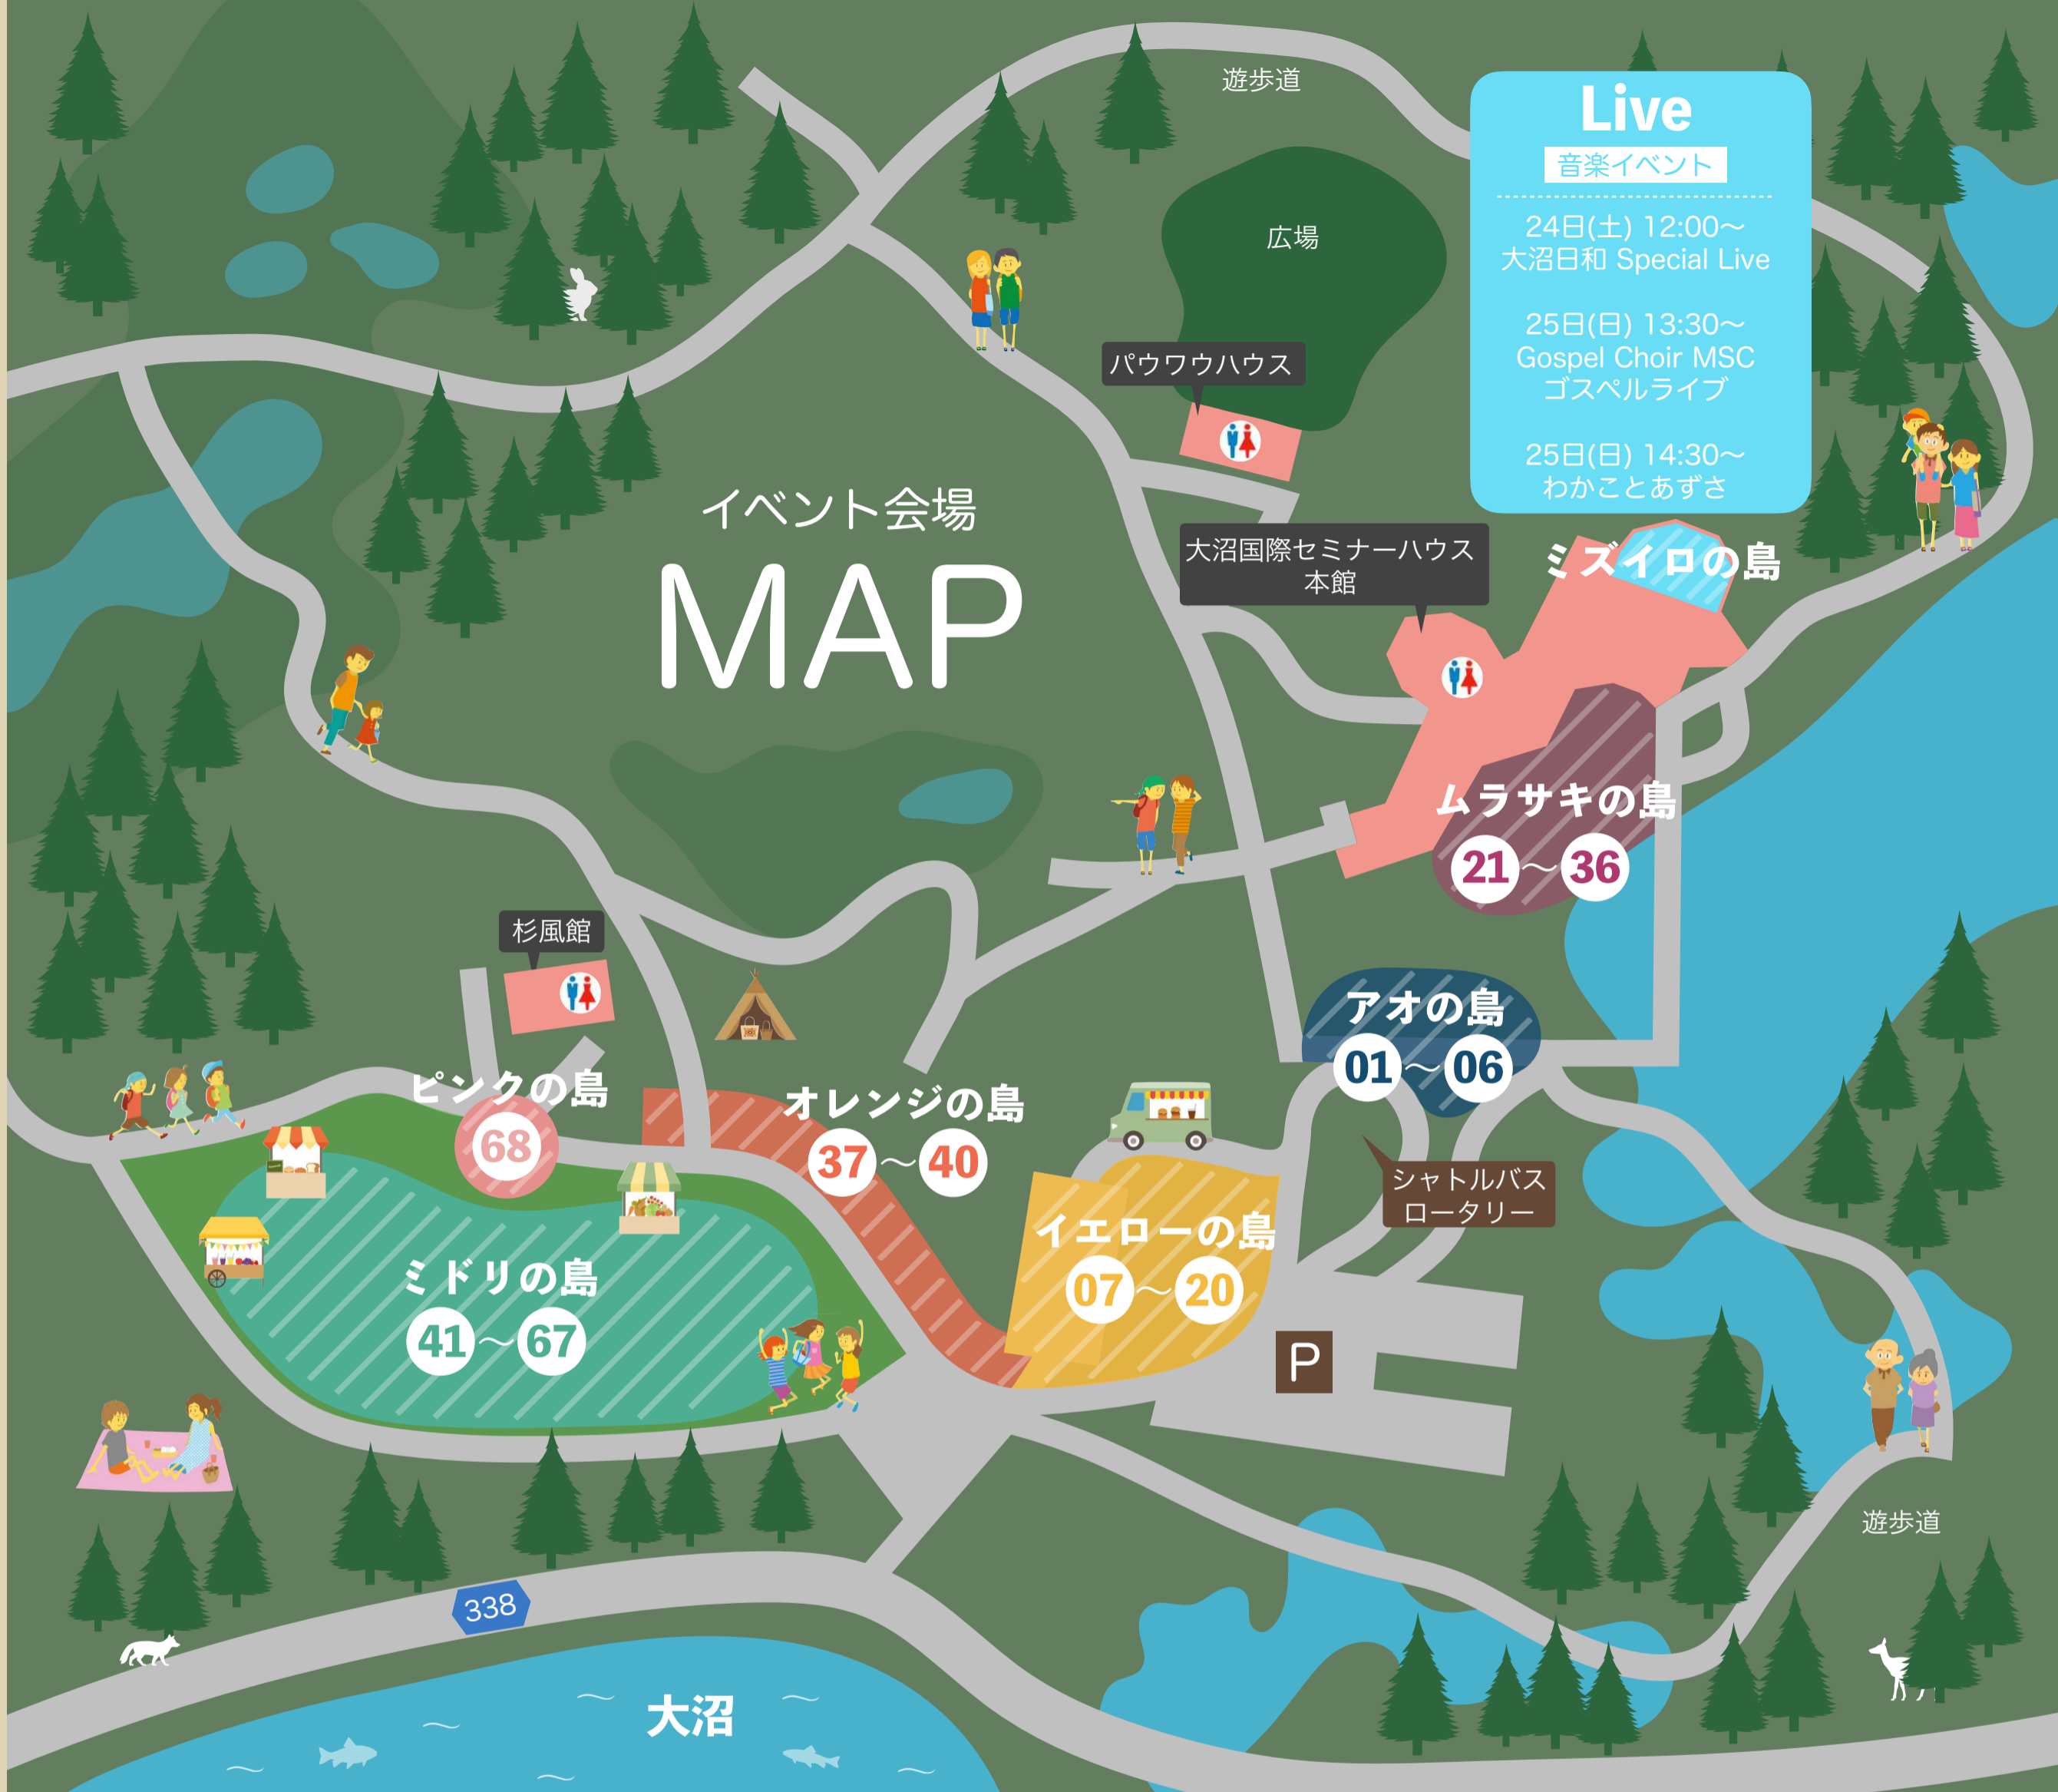 遊歩道
Live
音楽イベント
24日(土) 12:00〜
大沼日和 Special Live
25日(日) 13:30〜
Gospel Choir MSC
ゴスペルライブ
25日(日) 14:30〜
わかことあずさ
広場
パウワウハウス
イベント会場
MAP
大沼国際セミナーハウス
本館
ミズイロの島
ムラサキの島
21〜36
杉風館
アオの島
01〜06
ピンクの島
68
オレンジの島
37〜40
シャトルバス
ロータリー
イエローの島
07〜20
ミドリの島
41〜67
P
遊歩道
338
大沼